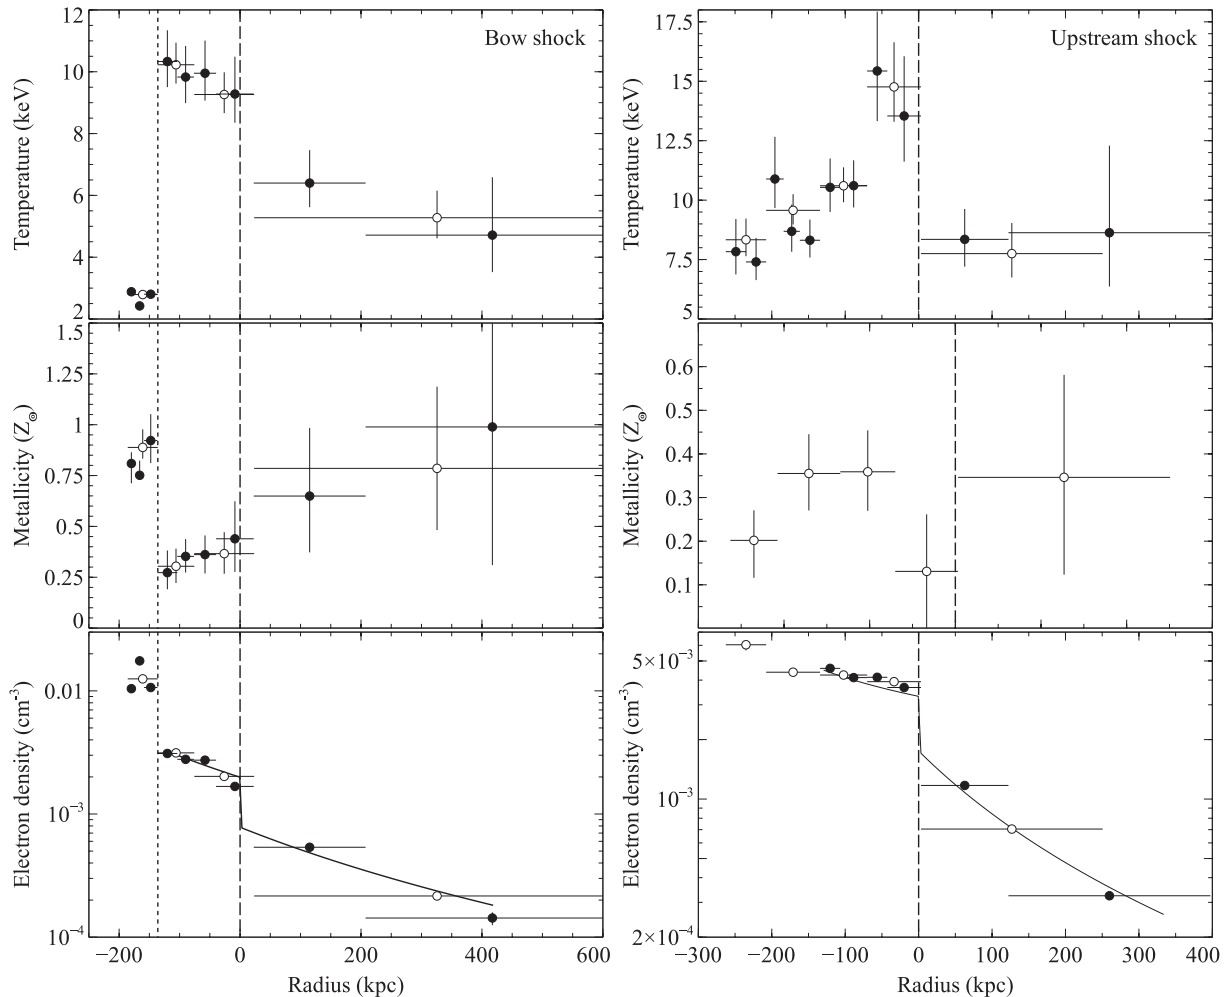 Bow shock
Temperature (keV)
12
10
8
6
4
2
Upstream shock
Temperature (keV)
17.5
15
12.5
10
7.5
5
Metallicity (Z⊙)
1.5
1.25
1
0.75
0.5
0.25
0
Metallicity (Z⊙)
0.6
0.5
0.4
0.3
0.2
0.1
Electron density (cm⁻³)
0.01
10⁻³
10⁻⁴
−200 0 200 400 600
Radius (kpc)
Electron density (cm⁻³)
5×10⁻³
10⁻³
2×10⁻⁴
−300 −200 −100 0 100 200 300 400
Radius (kpc)